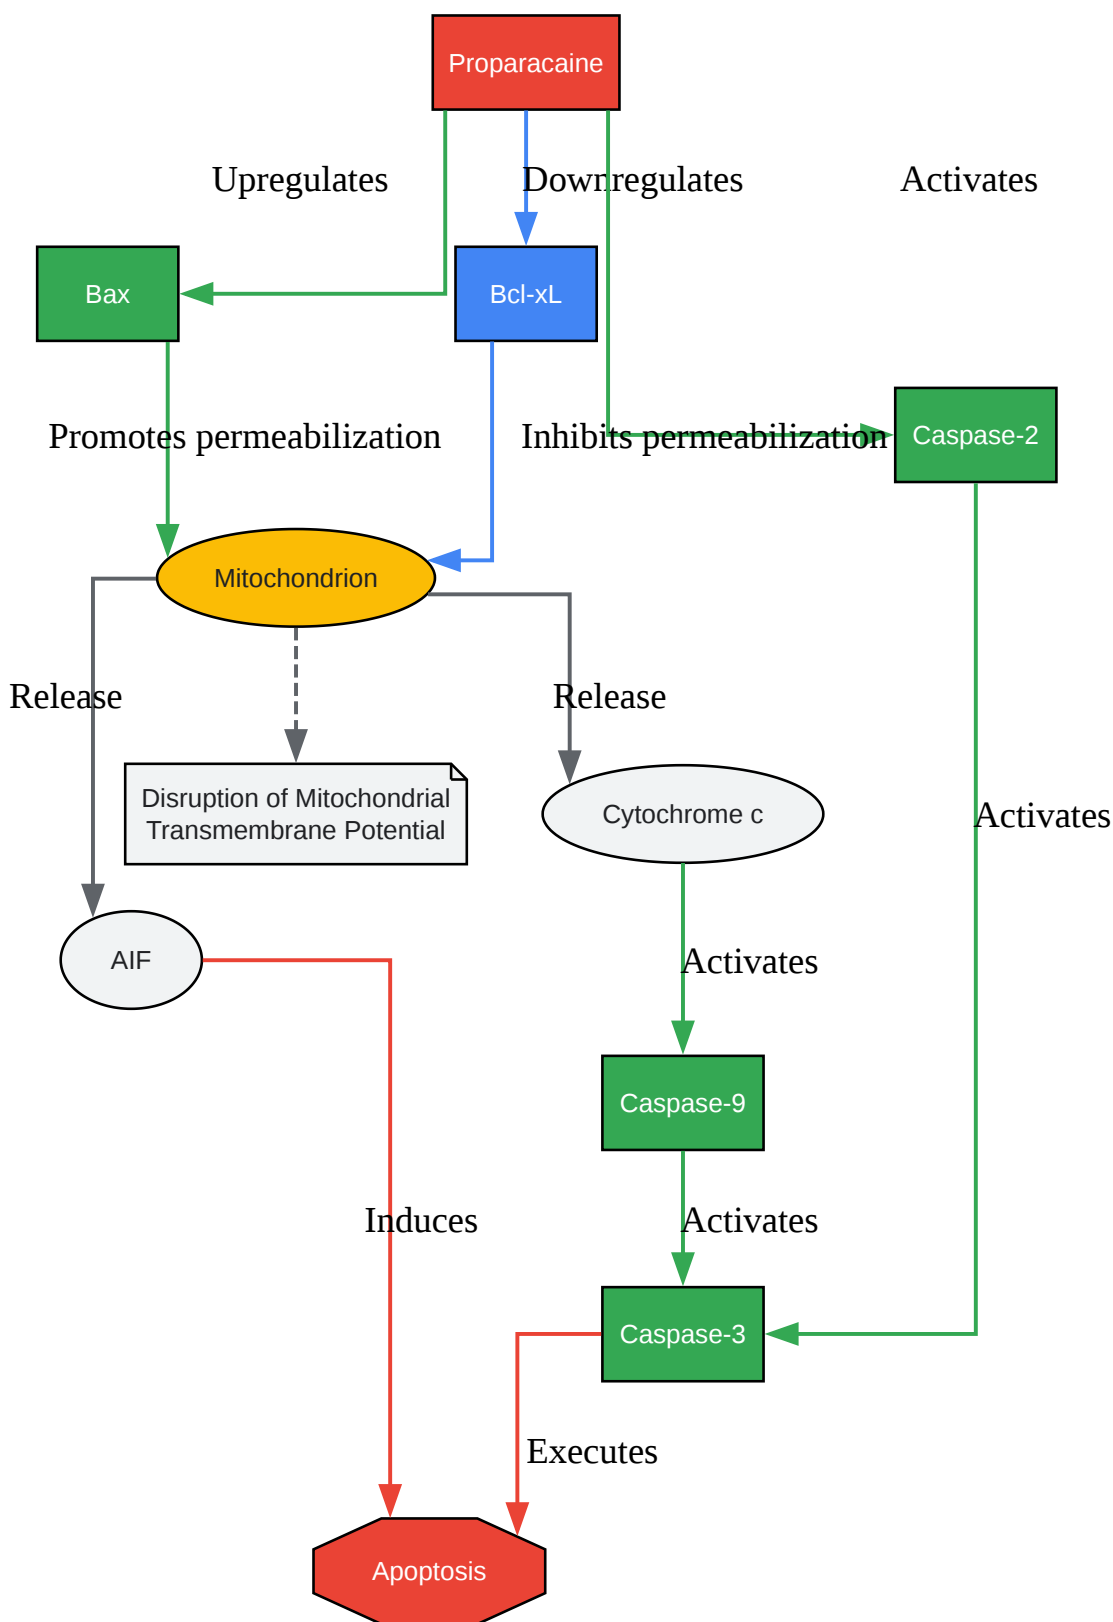 Proparacaine
Upregulates
Downregulates
Activates
Bax
Bcl-xL
Promotes permeabilization
Inhibits permeabilization
Caspase-2
Mitochondrion
Release
Release
Disruption of Mitochondrial
Transmembrane Potential
Cytochrome c
Activates
AIF
Activates
Caspase-9
Induces
Activates
Caspase-3
Executes
Apoptosis